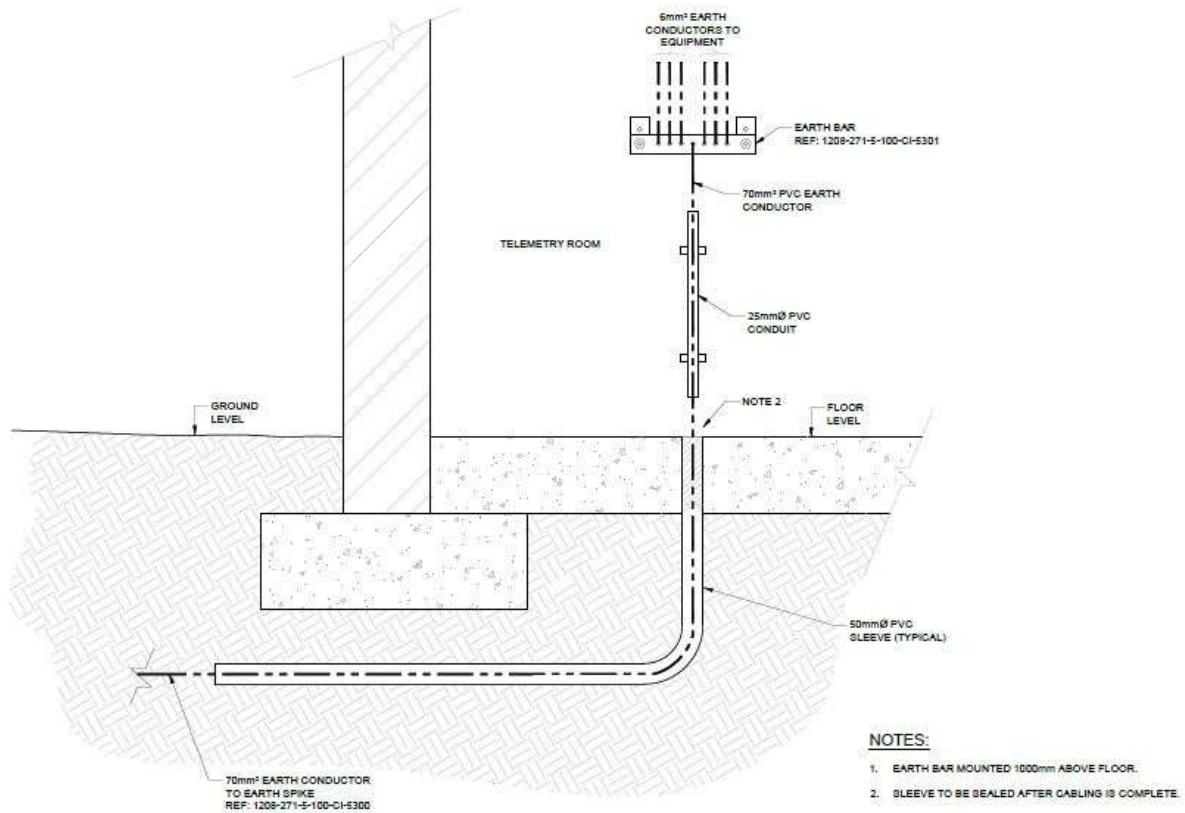 6mm² EARTH
CONDUCTORS TO
EQUIPMENT
EARTH BAR
REF: 1208-271-5-100-CI-5301
70mm² PVC EARTH
CONDUCTOR
TELEMETRY ROOM
25mmØ PVC
CONDUIT
NOTE 2
GROUND
LEVEL
FLOOR
LEVEL
50mmØ PVC
SLEEVE (TYPICAL)
70mm² EARTH CONDUCTOR
TO EARTH SPIKE
REF: 1208-271-5-100-CI-5300
NOTES:
1. EARTH BAR MOUNTED 1000mm ABOVE FLOOR.
2. SLEEVE TO BE SEALED AFTER CABLING IS COMPLETE.